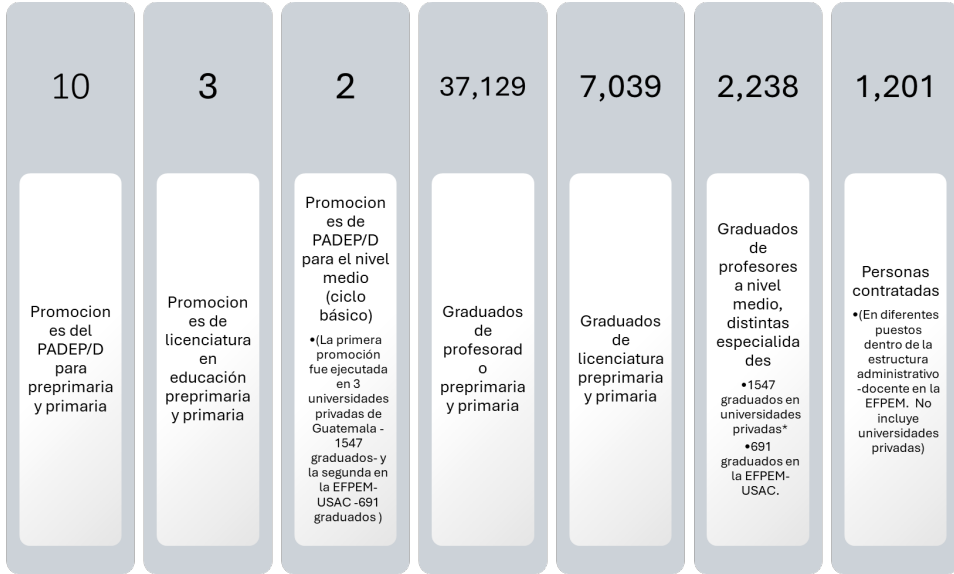 10
Promocion
es del
PADEP/D
para
preprimaria
y primaria
3
Promocion
es de
licenciatura
en
educación
preprimaria
y primaria
2
Promocion
es de
PADEP/D
para el nivel
medio
(ciclo
básico)
•(La primera
promoción
fue ejecutada
en 3
universidades
privadas de
Guatemala -
1547
graduados- y
la segunda en
la EFPEM-
USAC -691
graduados )
37,129
Graduados
de
profesorad
o
preprimaria
y primaria
7,039
Graduados
de
licenciatura
preprimaria
y primaria
2,238
Graduados
de
profesores
a nivel
medio,
distintas
especialida
des
•1547
graduados en
universidades
privadas*
•691
graduados en
la EFPEM-
USAC.
1,201
Personas
contratadas
•(En diferentes
puestos
dentro de la
estructura
administrativo
-docente en la
EFPEM. No
incluye
universidades
privadas)